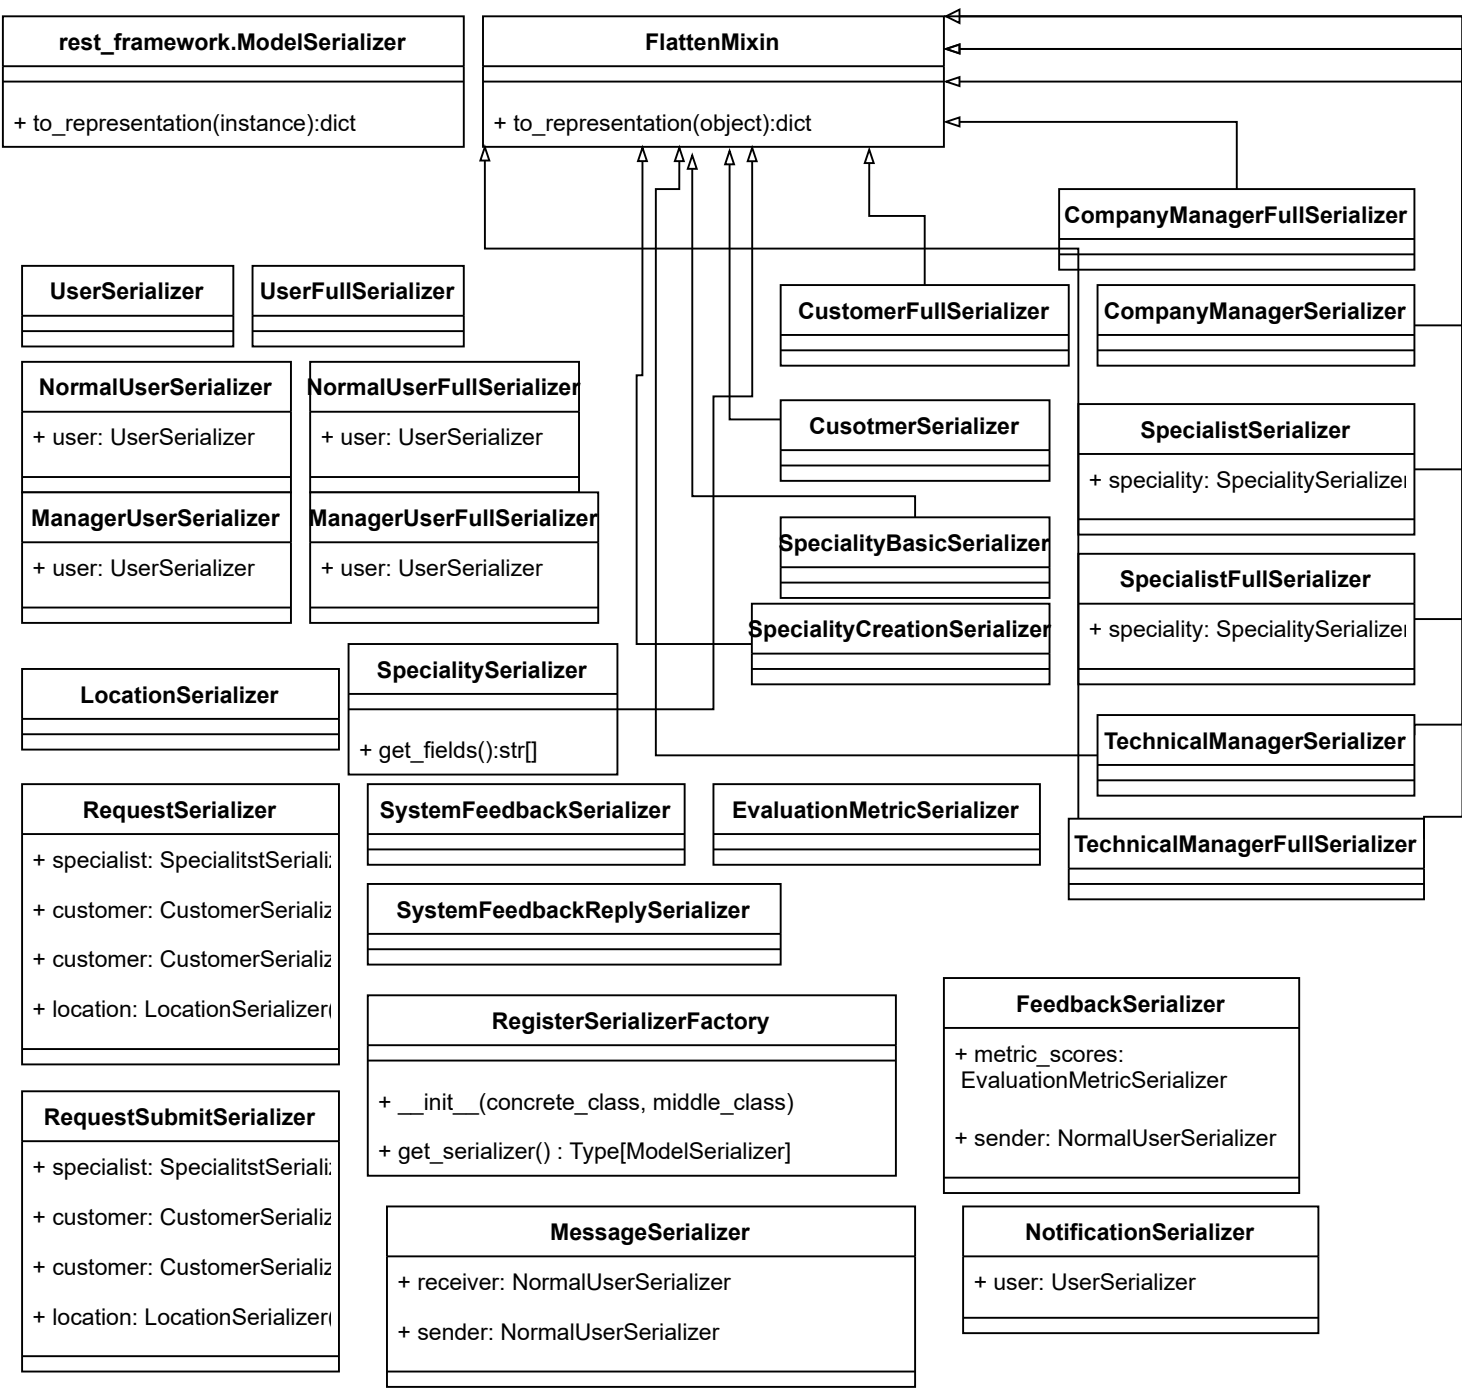 rest_framework.ModelSerializer
+ to_representation(instance):dict
FlattenMixin
+ to_representation(object):dict
CompanyManagerFullSerializer
UserSerializer
UserFullSerializer
CustomerFullSerializer
CompanyManagerSerializer
NormalUserSerializer
+ user: UserSerializer
NormalUserFullSerializer
+ user: UserSerializer
CusotmerSerializer
SpecialistSerializer
+ speciality: SpecialitySerializer
ManagerUserSerializer
+ user: UserSerializer
ManagerUserFullSerializer
+ user: UserSerializer
SpecialityBasicSerializer
SpecialistFullSerializer
+ speciality: SpecialitySerializer
SpecialityCreationSerializer
LocationSerializer
SpecialitySerializer
+ get_fields():str[]
TechnicalManagerSerializer
RequestSerializer
+ specialist: SpecialitstSeriali
+ customer: CustomerSerializ
+ customer: CustomerSerializ
+ location: LocationSerializer(
SystemFeedbackSerializer
EvaluationMetricSerializer
TechnicalManagerFullSerializer
SystemFeedbackReplySerializer
RegisterSerializerFactory
+ __init__(concrete_class, middle_class)
+ get_serializer() : Type[ModelSerializer]
FeedbackSerializer
+ metric_scores:
EvaluationMetricSerializer
+ sender: NormalUserSerializer
RequestSubmitSerializer
+ specialist: SpecialitstSeriali
+ customer: CustomerSerializ
+ customer: CustomerSerializ
+ location: LocationSerializer(
MessageSerializer
+ receiver: NormalUserSerializer
+ sender: NormalUserSerializer
NotificationSerializer
+ user: UserSerializer